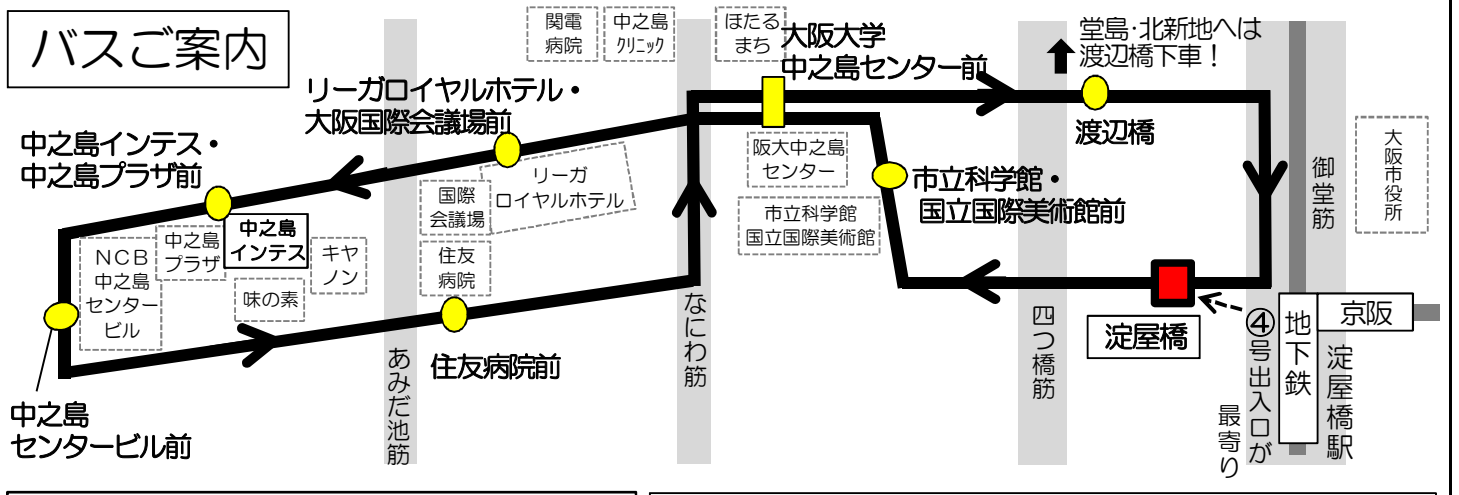 バスご案内
関電
病院
中之島
クリニック
ほたる
まち
大阪大学
中之島センター前
堂島・北新地へは
渡辺橋下車！
リーガロイヤルホテル・
大阪国際会議場前
中之島インテス・
中之島プラザ前
渡辺橋
大阪市役所
御堂筋
阪大中之島
センター
市立科学館・
国立国際美術館前
市立科学館
国立国際美術館
リーガ
ロイヤルホテル
国際
会議場
中之島
インテス
中之島
プラザ
キヤ
ノン
NCB
中之島
センター
ビル
味の素
住友
病院
住友病院前
あみだ池筋
なにわ筋
四つ橋筋
淀屋橋
④号出入口が
最寄り
地下鉄
京阪
淀屋橋駅
中之島
センタービル前